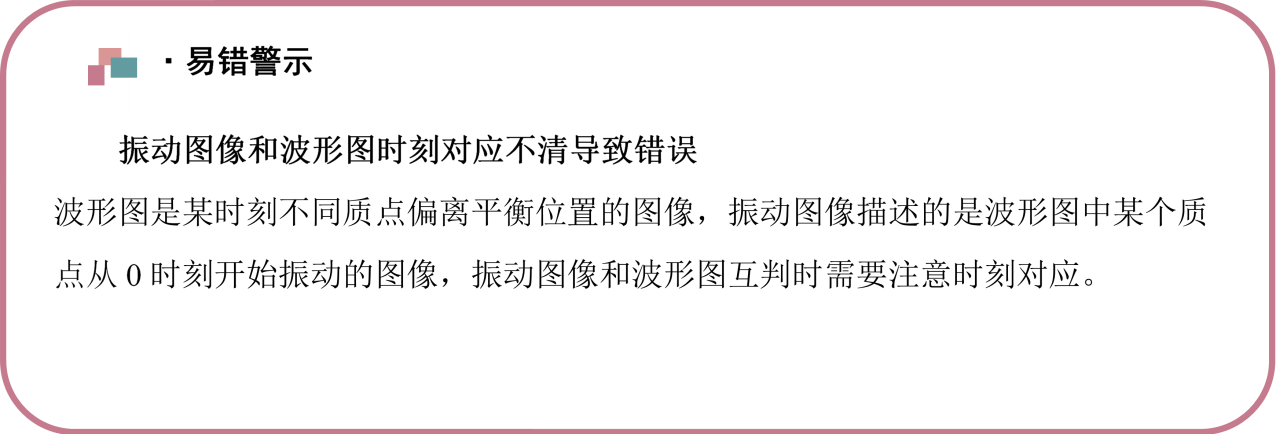 ·易错警示
振动图像和波形图时刻对应不清导致错误
波形图是某时刻不同质点偏离平衡位置的图像，振动图像描述的是波形图中某个质
点从 0 时刻开始振动的图像，振动图像和波形图互判时需要注意时刻对应。